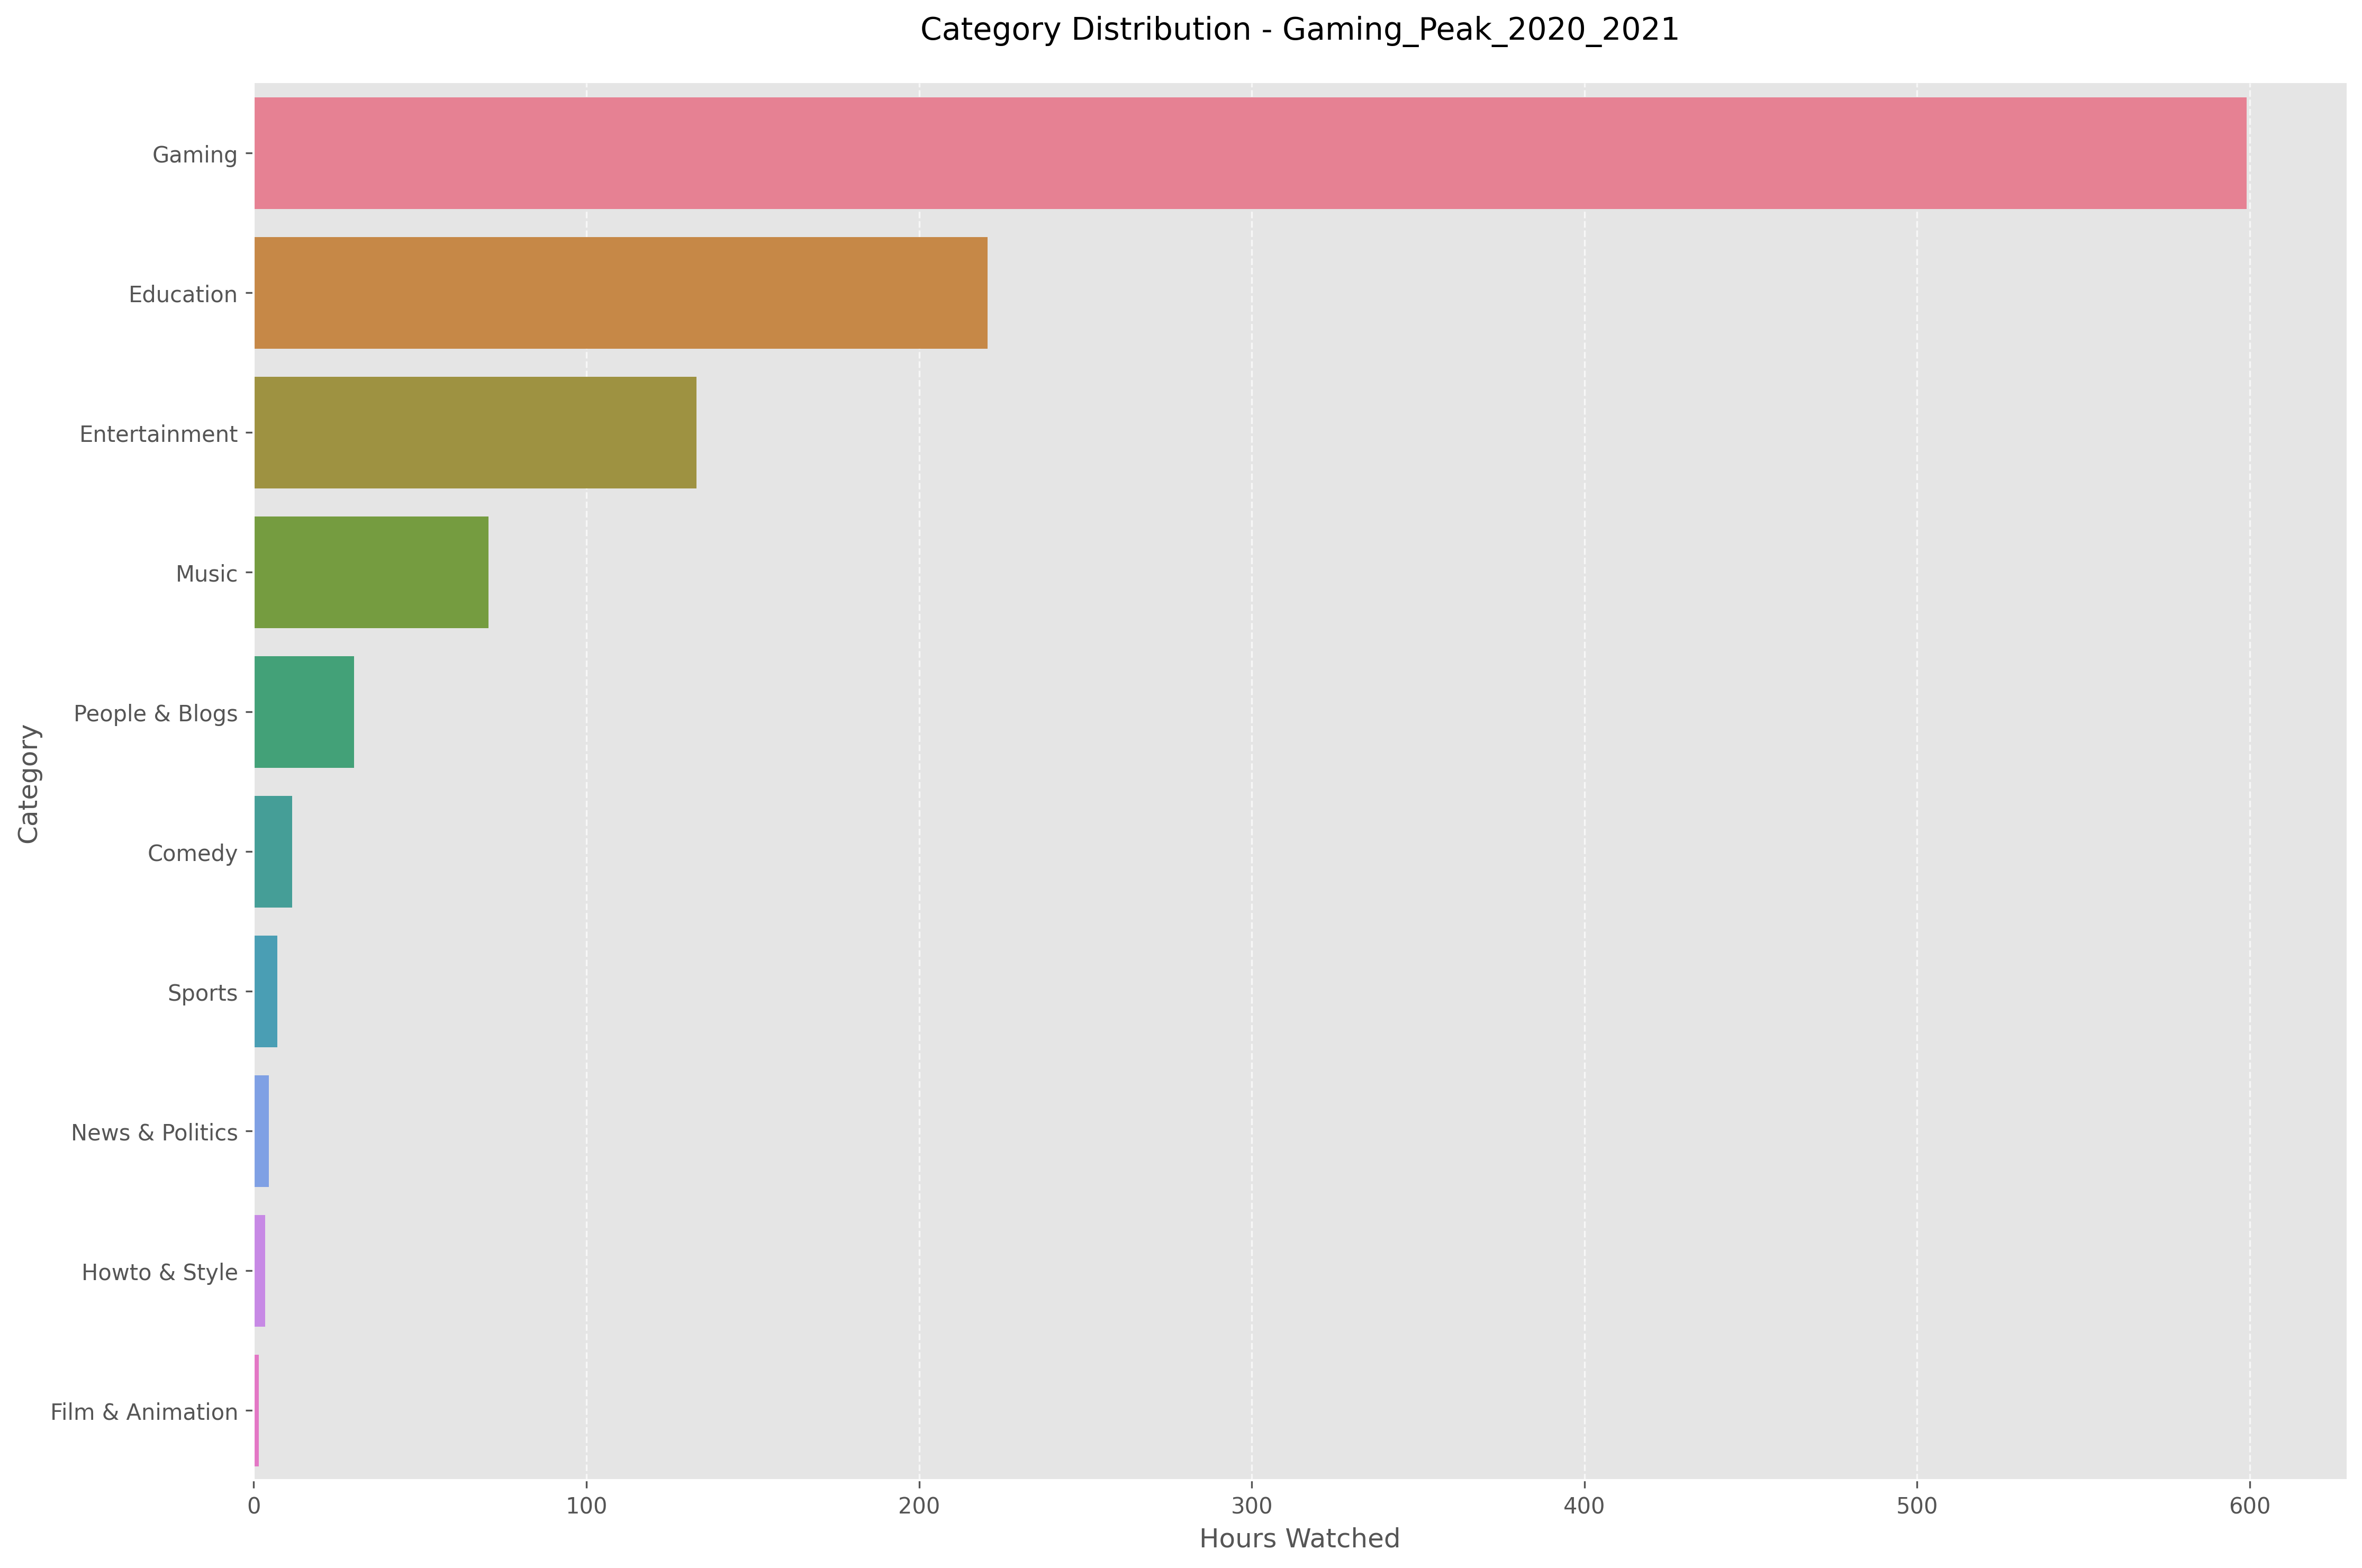 Category Distribution - Gaming_Peak_2020_2021
Category
Gaming
Education
Entertainment
Music
People & Blogs
Comedy
Sports
News & Politics
Howto & Style
Film & Animation
0 100 200 300 400 500 600
Hours Watched